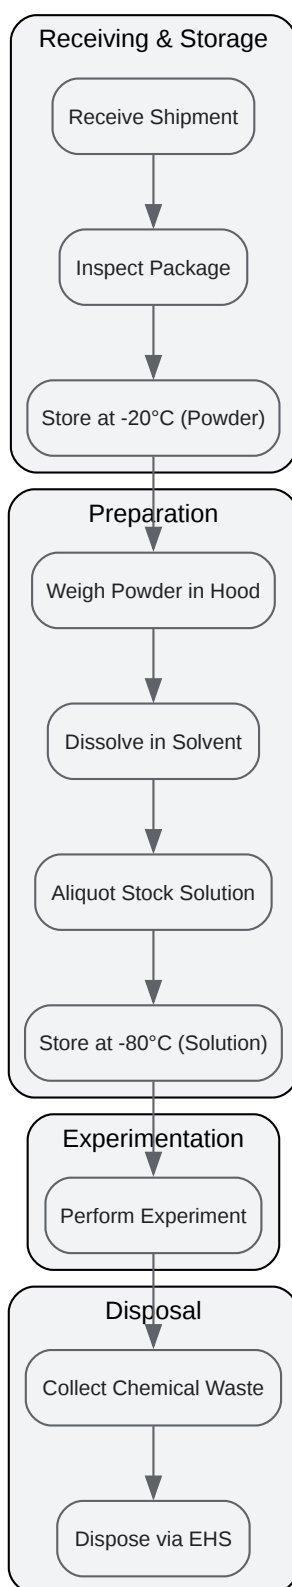 Receiving & Storage
Receive Shipment
Inspect Package
Store at -20°C (Powder)
Preparation
Weigh Powder in Hood
Dissolve in Solvent
Aliquot Stock Solution
Store at -80°C (Solution)
Experimentation
Perform Experiment
Disposal
Collect Chemical Waste
Dispose via EHS